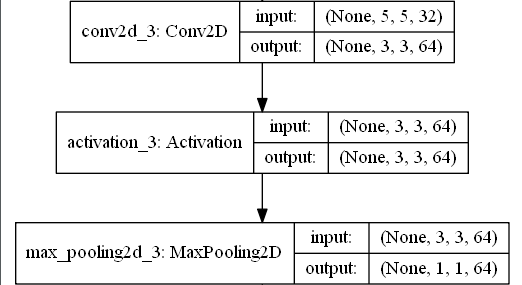 conv2d_3: Conv2D
input: (None, 5, 5, 32)
output: (None, 3, 3, 64)
activation_3: Activation
input: (None, 3, 3, 64)
output: (None, 3, 3, 64)
max_pooling2d_3: MaxPooling2D
input: (None, 3, 3, 64)
output: (None, 1, 1, 64)